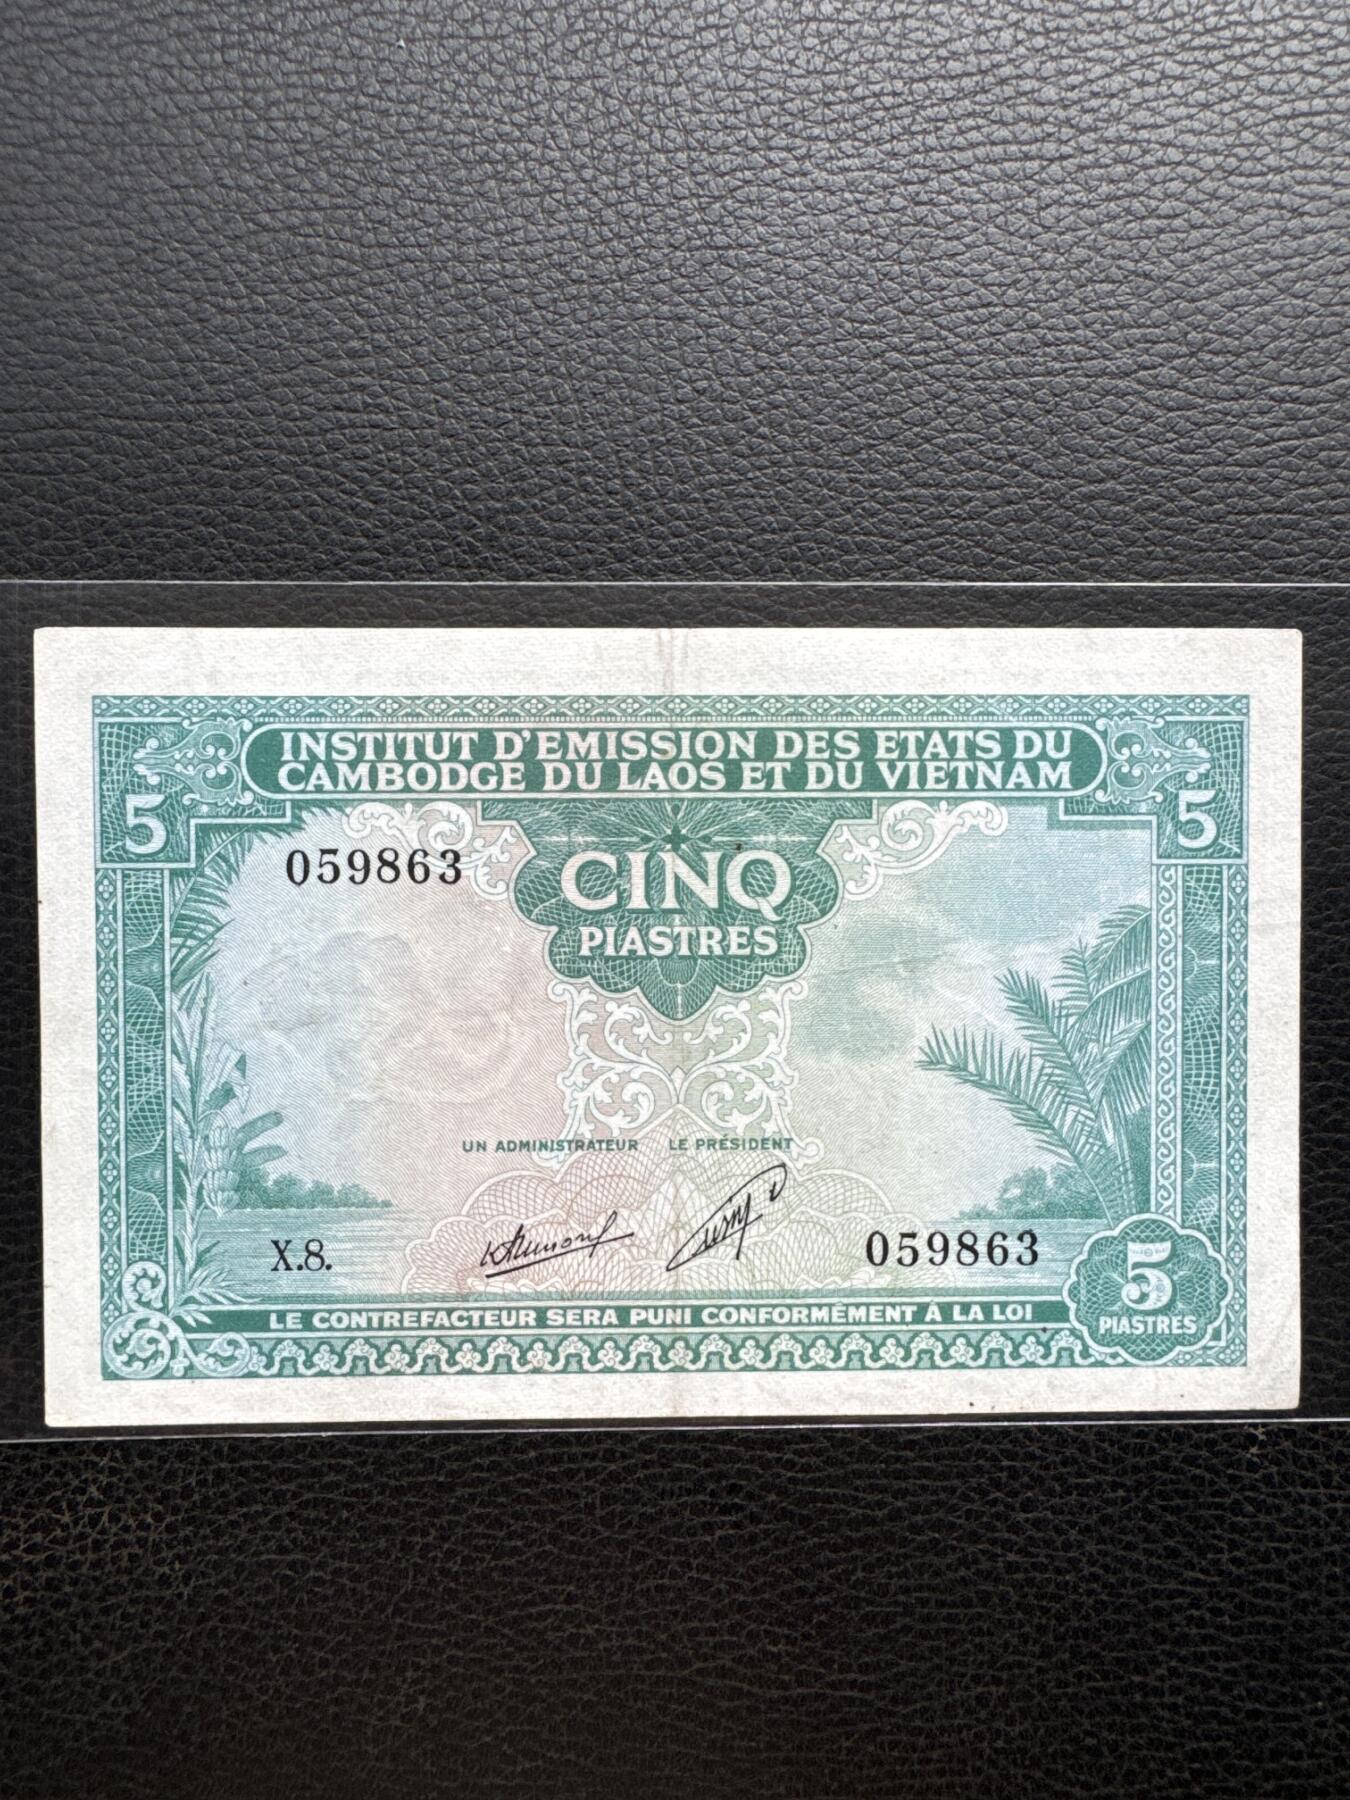 INSTITUT D'EMISSION DES ETATS DU
CAMBODGE DU LAOS ET DU VIETNAM
5
5
059863
CINQ
PIASTRES
UN ADMINISTRATEUR
LE PRÉSIDENT
X.8.
059863
5
PIASTRES
LE CONTREFACTEUR SERA PUNI CONFORMÉMENT À LA LOI